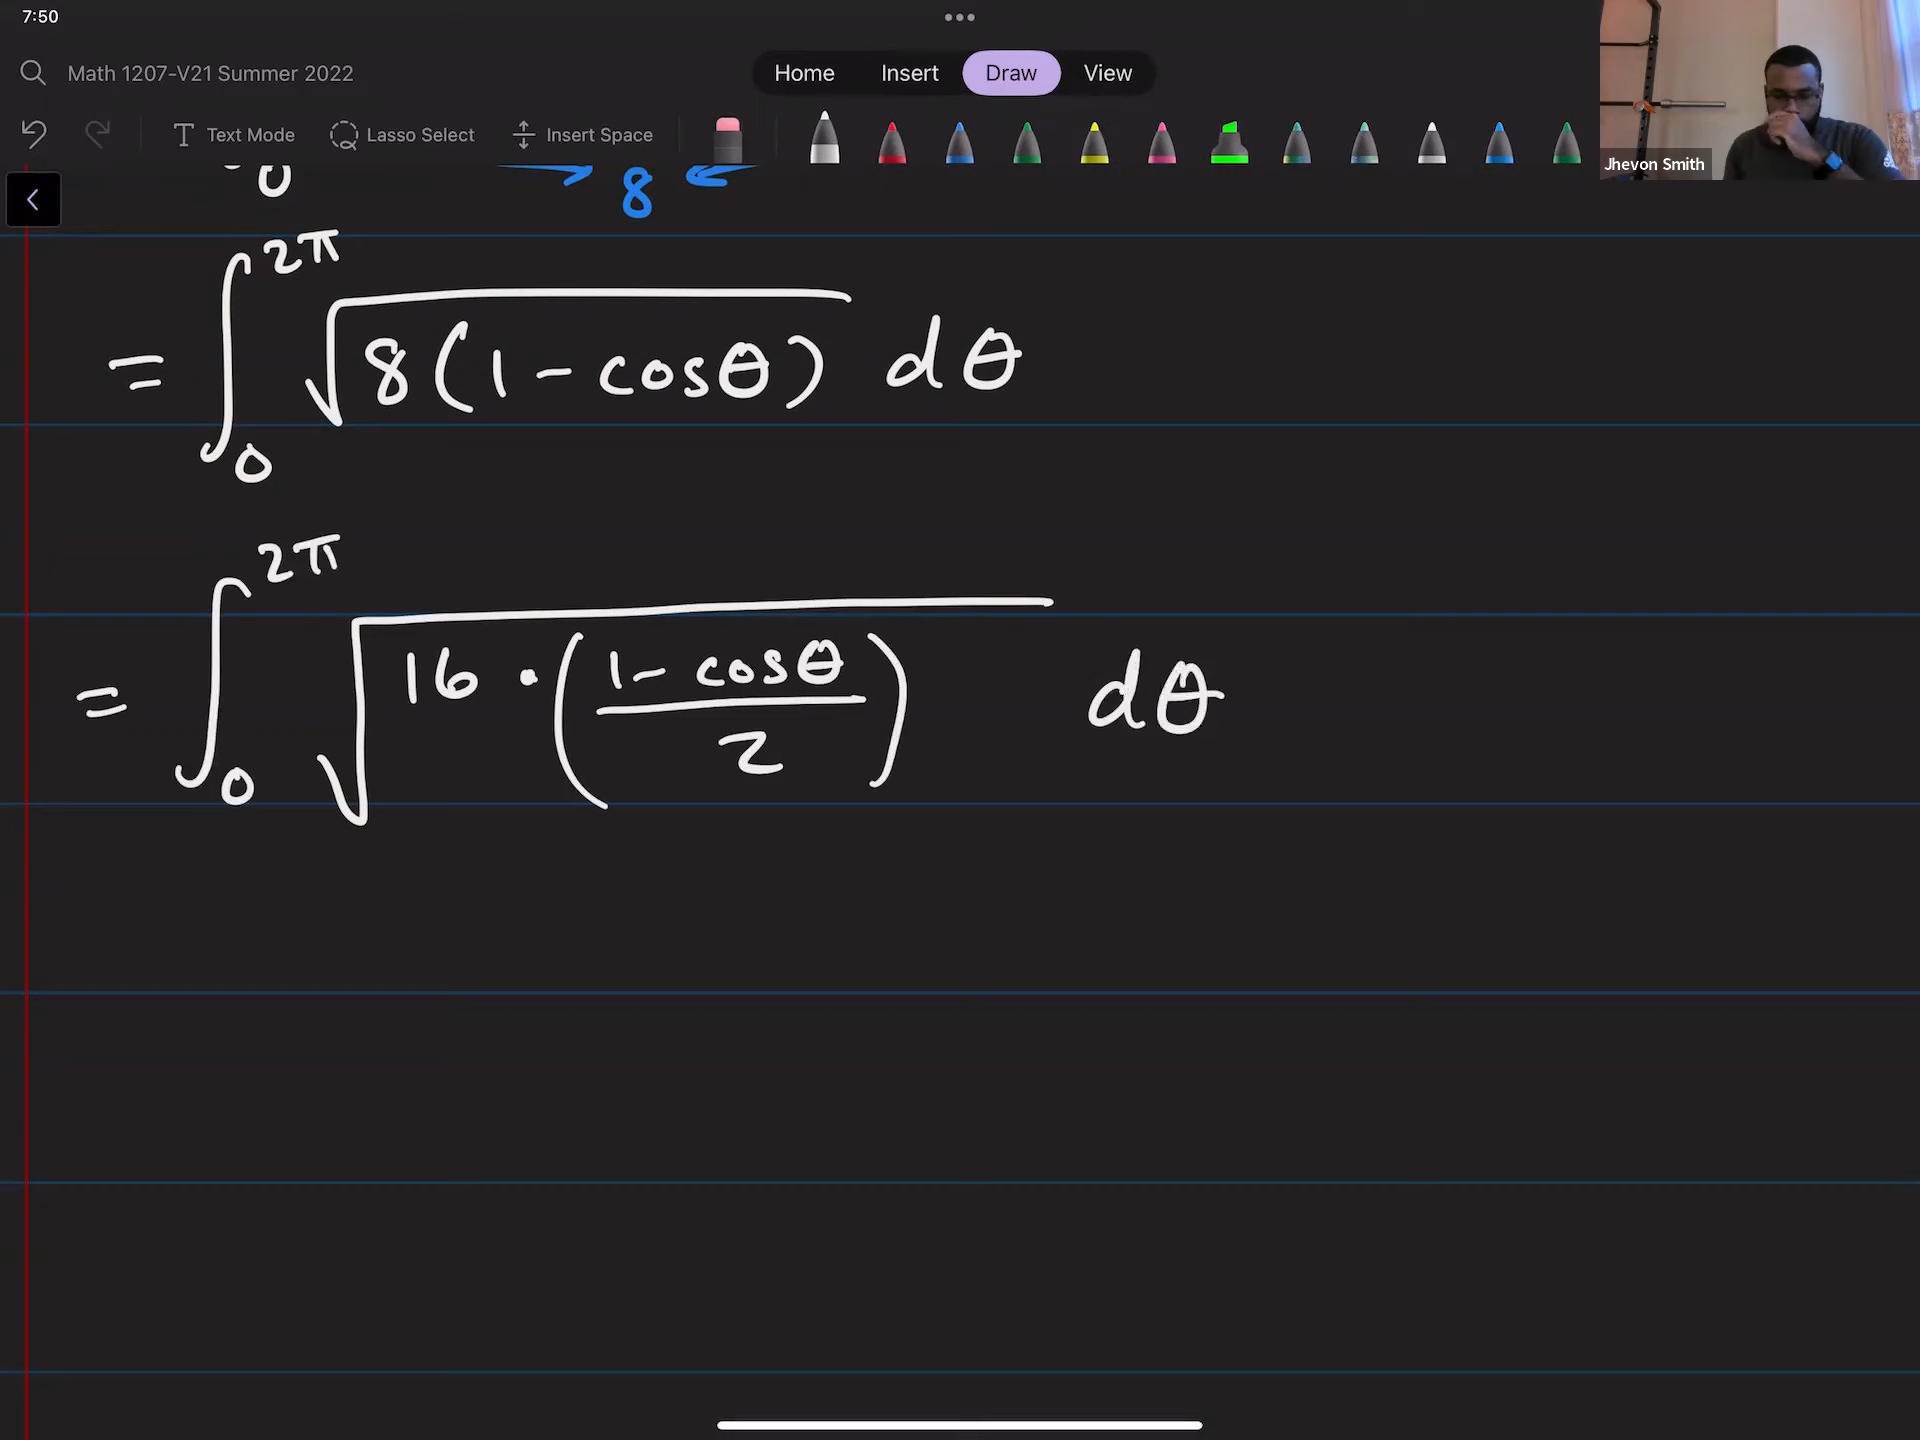 7:50
Math 1207-V21 Summer 2022
Home Insert Draw View
Text Mode Lasso Select Insert Space
Jhevon Smith
0 8
= ∫₀^{2π} √(8(1-cosθ)) dθ
= ∫₀^{2π} √(16·((1-cosθ)/2)) dθ